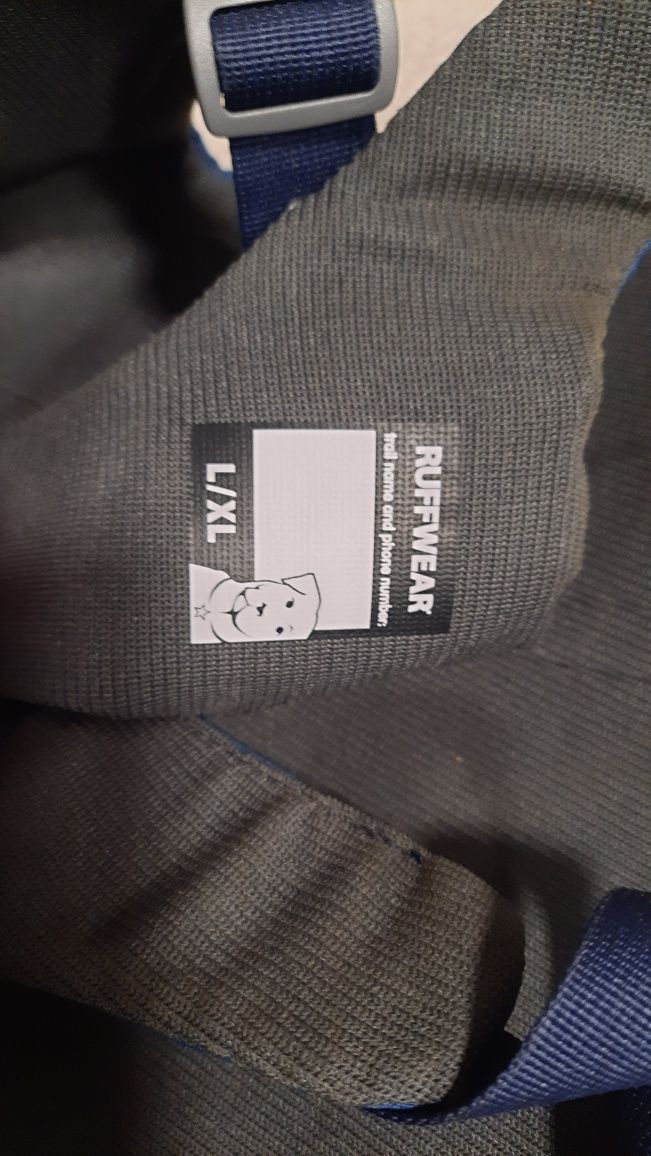 RUFFWEAR
trail name and phone number:
L/XL